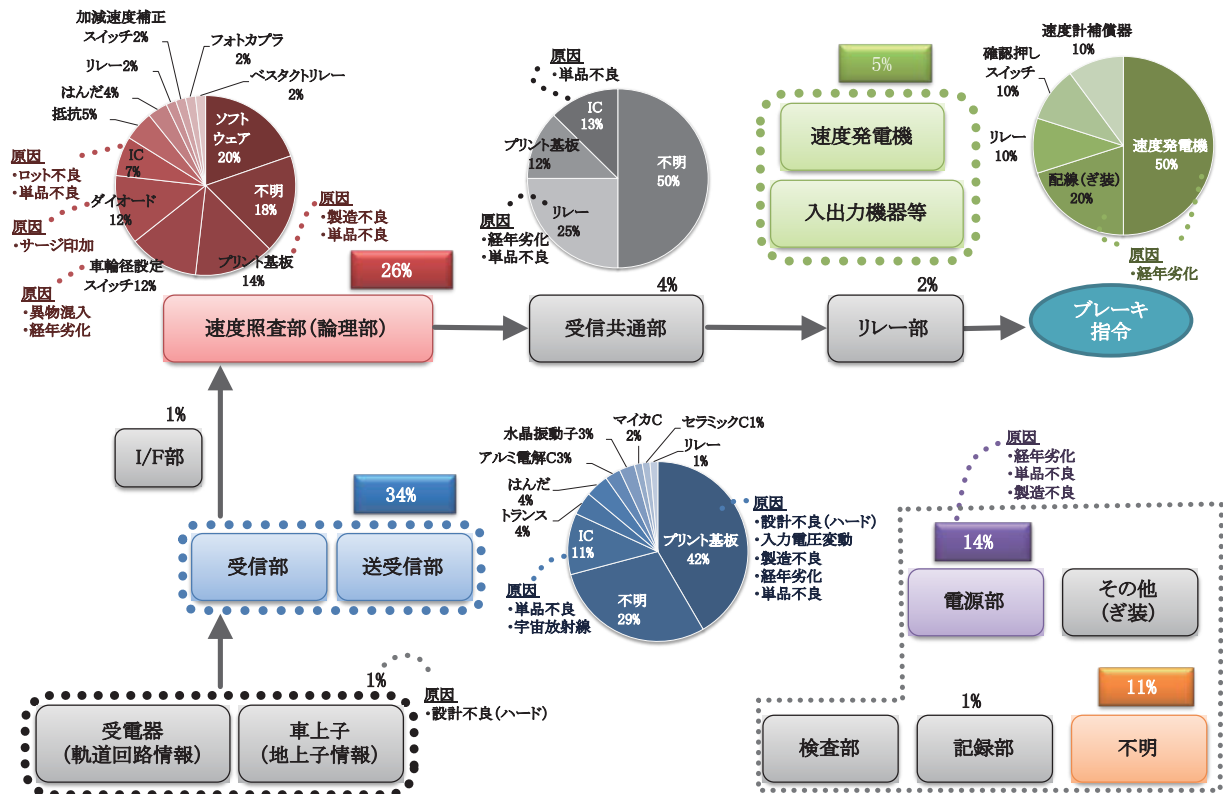 加減速度補正
スイッチ2%
フォトカプラ
2%
リレー2%
ベスタクトリレー
2%
はんだ4%
抵抗5%
ソフト
ウェア
20%
不明
18%
プリント基板
14%
車輪径設定
スイッチ12%
ダイオード
12%
IC
7%
原因
・ロット不良
・単品不良
原因
・サージ印加
原因
・異物混入
・経年劣化
原因
・製造不良
・単品不良
26%
速度照査部(論理部)
原因
・単品不良
IC
13%
プリント基板
12%
不明
50%
リレー
25%
原因
・経年劣化
・単品不良
4%
受信共通部
5%
速度発電機
入出力機器等
速度計補償器
10%
確認押し
スイッチ
10%
リレー
10%
配線(ぎ装)
20%
速度発電機
50%
原因
・経年劣化
2%
リレー部
ブレーキ
指令
1%
I/F部
34%
受信部
送受信部
マイカC
2%
セラミックC1%
水晶振動子3%
リレー
1%
アルミ電解C3%
はんだ
4%
トランス
4%
IC
11%
プリント基板
42%
不明
29%
原因
・設計不良(ハード)
・入力電圧変動
・製造不良
・経年劣化
・単品不良
原因
・単品不良
・宇宙放射線
原因
・経年劣化
・単品不良
・製造不良
14%
電源部
その他
(ぎ装)
1%
原因
・設計不良(ハード)
受電器
(軌道回路情報)
車上子
(地上子情報)
検査部
1%
記録部
11%
不明